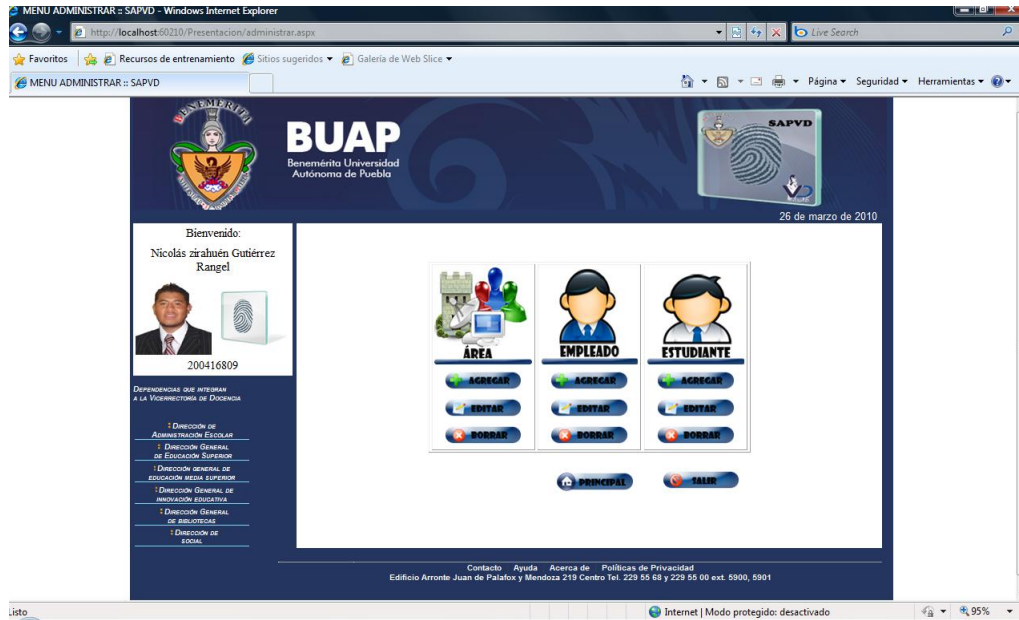 MENU ADMINISTRAR :: SAPVD - Windows Internet Explorer
http://localhost:60210/Presentacion/administrar.aspx
Live Search
Favoritos Recursos de entrenamiento Sitios sugeridos Galería de Web Slice
MENU ADMINISTRAR :: SAPVD
Página Seguridad Herramientas
BENEMERITA
BUAP
Benemérita Universidad
Autónoma de Puebla
SAPVD
26 de marzo de 2010
Bienvenido:
Nicolás zirahuén Gutiérrez
Rangel
200416809
DEPENDENCIAS QUE INTEGRAN
A LA VICERRECTORÍA DE DOCENCIA
DIRECCIÓN DE
ADMINISTRACIÓN ESCOLAR
DIRECCIÓN GENERAL
DE EDUCACIÓN SUPERIOR
DIRECCIÓN GENERAL DE
EDUCACIÓN MEDIA SUPERIOR
DIRECCIÓN GENERAL DE
INNOVACIÓN EDUCATIVA
DIRECCIÓN GENERAL
DE BIBLIOTECAS
DIRECCIÓN DE
SOCIAL
ÁREA EMPLEADO ESTUDIANTE
AGREGAR AGREGAR AGREGAR
EDITAR EDITAR EDITAR
BORRAR BORRAR BORRAR
PRINCIPAL SALIR
Contacto Ayuda Acerca de Políticas de Privacidad
Edificio Arronte Juan de Palafox y Mendoza 219 Centro Tel. 229 55 68 y 229 55 00 ext. 5900, 5901
Listo
Internet | Modo protegido: desactivado
95%